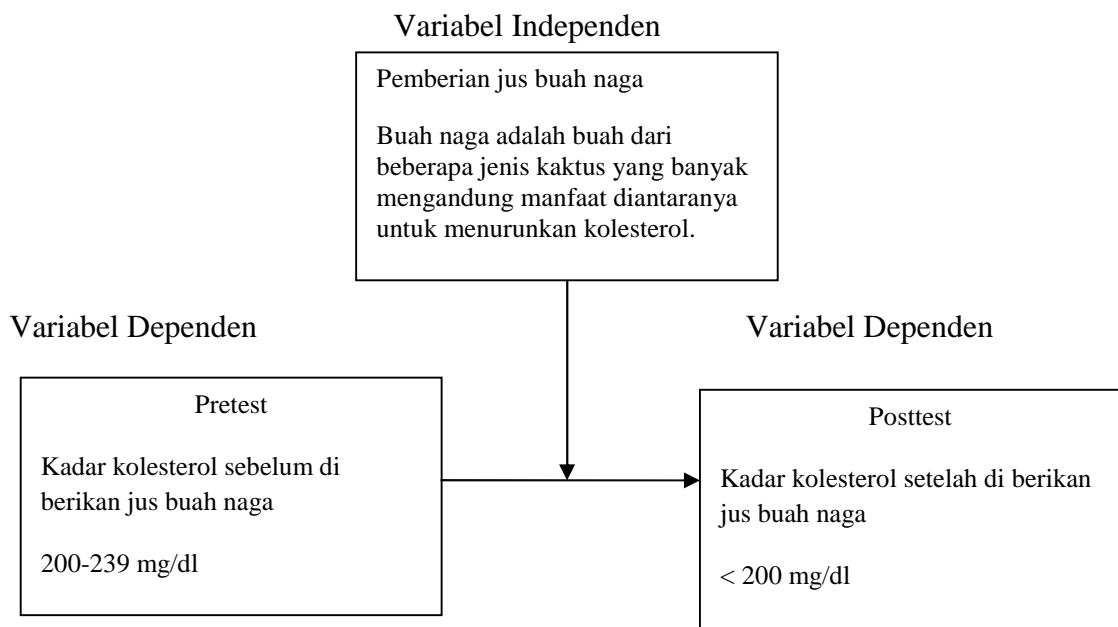 Variabel Independen
Pemberian jus buah naga
Buah naga adalah buah dari
beberapa jenis kaktus yang banyak
mengandung manfaat diantaranya
untuk menurunkan kolesterol.
Variabel Dependen
Pretest
Kadar kolesterol sebelum di
berikan jus buah naga
200-239 mg/dl
Variabel Dependen
Posttest
Kadar kolesterol setelah di berikan
jus buah naga
< 200 mg/dl